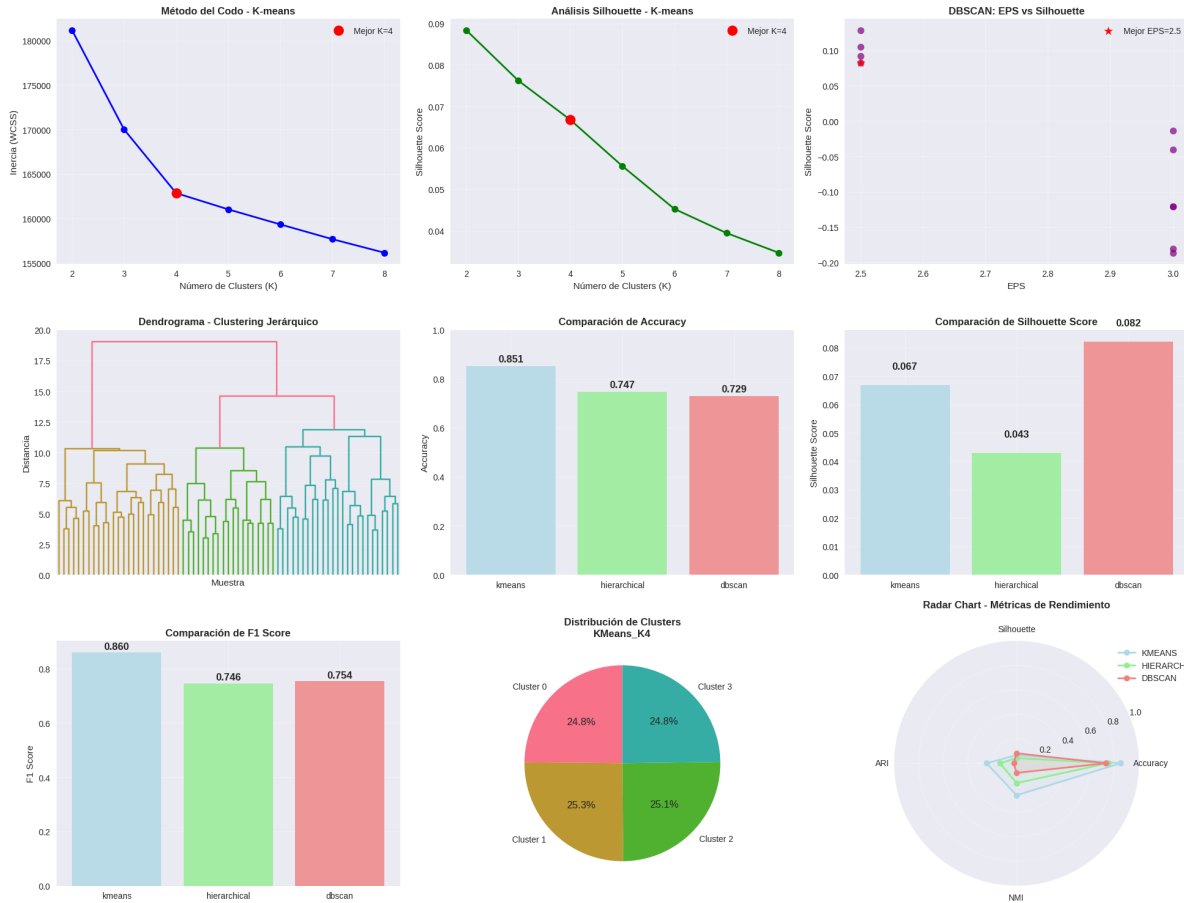 Método del Codo - K-means
Mejor K=4
Inercia (WCSS)
180000
175000
170000
165000
160000
155000
2 3 4 5 6 7 8
Número de Clusters (K)
Análisis Silhouette - K-means
Mejor K=4
Silhouette Score
0.09
0.08
0.07
0.06
0.05
0.04
2 3 4 5 6 7 8
Número de Clusters (K)
DBSCAN: EPS vs Silhouette
Mejor EPS=2.5
Silhouette Score
0.10
0.05
0.00
−0.05
−0.10
−0.15
−0.20
2.5 2.6 2.7 2.8 2.9 3.0
EPS
Dendrograma - Clustering Jerárquico
Distancia
20.0
17.5
15.0
12.5
10.0
7.5
5.0
2.5
0.0
Muestra
Comparación de Accuracy
Accuracy
1.0
0.8
0.6
0.4
0.2
0.0
0.851
0.747
0.729
kmeans hierarchical dbscan
Comparación de Silhouette Score
Silhouette Score
0.08
0.07
0.06
0.05
0.04
0.03
0.02
0.01
0.00
0.067
0.043
0.082
kmeans hierarchical dbscan
Comparación de F1 Score
F1 Score
0.8
0.6
0.4
0.2
0.0
0.860
0.746
0.754
kmeans hierarchical dbscan
Distribución de Clusters
KMeans_K4
Cluster 0
24.8%
Cluster 3
24.8%
Cluster 1
25.3%
Cluster 2
25.1%
Radar Chart - Métricas de Rendimiento
Silhouette
KMEANS
HIERARCH
DBSCAN
1.0
0.8
0.6
0.4
0.2
ARI
Accuracy
NMI